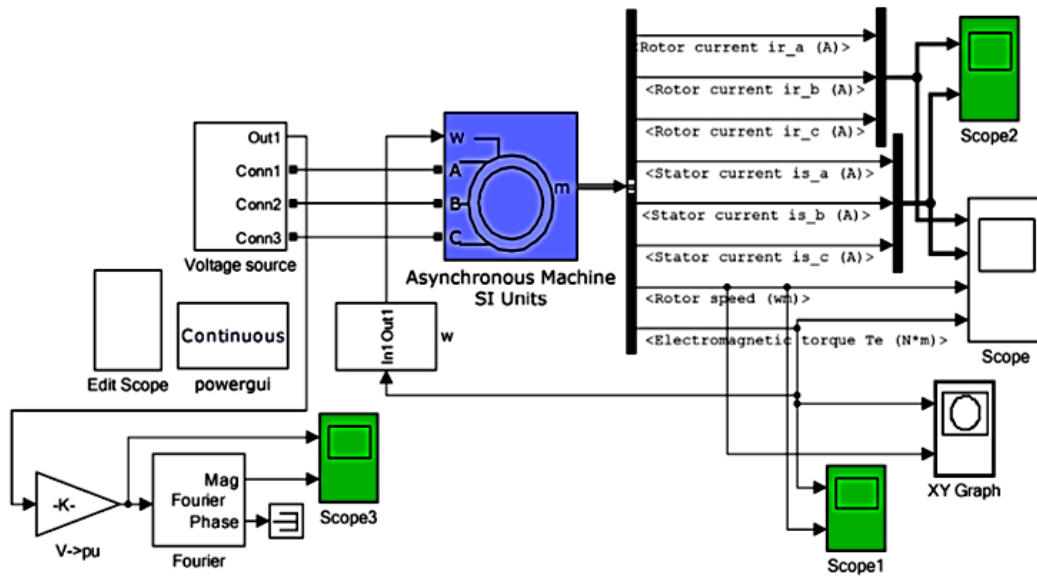 <Rotor current ir_a (A)>
<Rotor current ir_b (A)>
<Rotor current ir_c (A)>
<Stator current is_a (A)>
<Stator current is_b (A)>
<Stator current is_c (A)>
<Rotor speed (wm)>
<Electromagnetic torque Te (N*m)>
Scope2
Scope
Out1
Conn1
Conn2
Conn3
Voltage source
W
A
B
C
m
Asynchronous Machine
SI Units
In1 Out1
w
Edit Scope
Continuous
powergui
-K-
V->pu
Mag
Fourier
Phase
Fourier
Scope3
XY Graph
Scope1